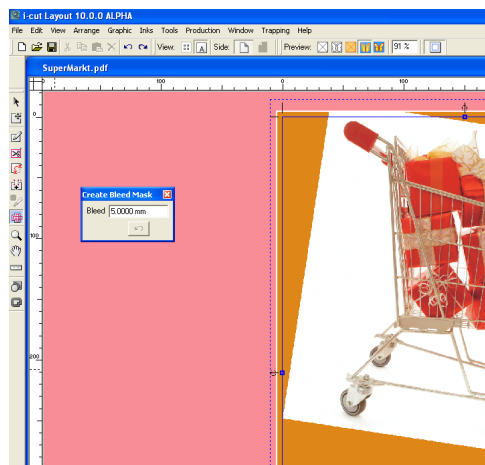 i-cut Layout 10.0.0 ALPHA
File Edit View Arrange Graphic Inks Tools Production Window Trapping Help
View: A Side: Preview: 91 %
SuperMarkt.pdf
100 0 100
0
Create Bleed Mask
Bleed 5.0000 mm
100
200